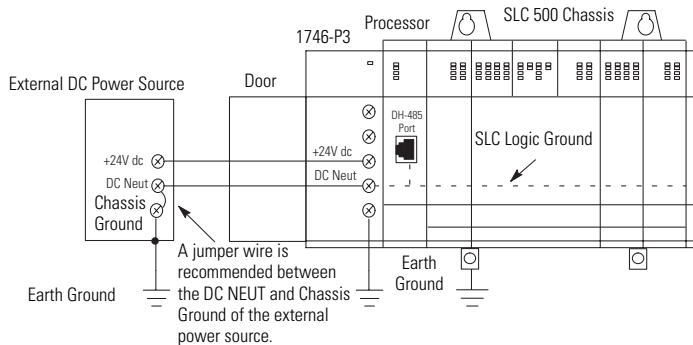 SLC 500 Chassis
Processor
1746-P3
External DC Power Source
Door
DH-485
Port
+24V dc
DC Neut
Chassis
Ground
+24V dc
DC Neut
SLC Logic Ground
A jumper wire is
recommended between
the DC NEUT and Chassis
Ground of the external
power source.
Earth Ground
Earth
Ground